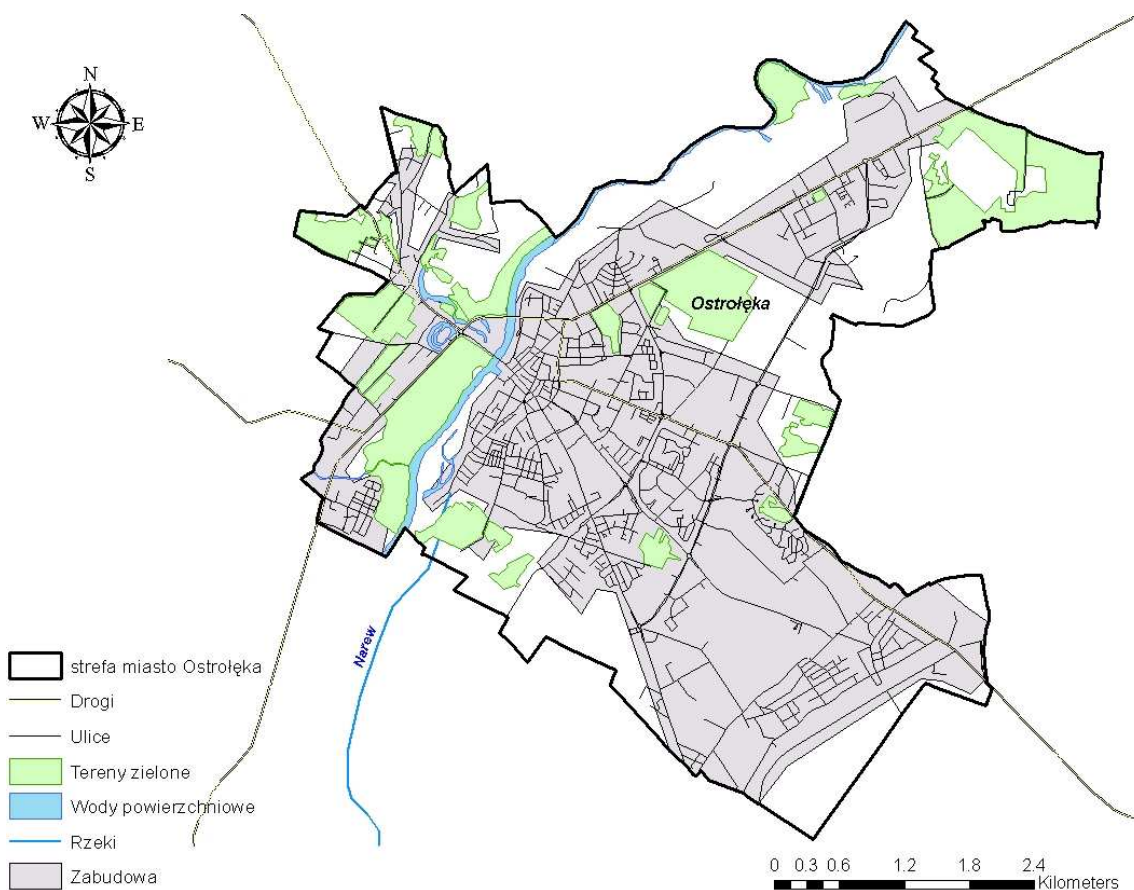 N
W E
S
Ostrołęka
Narew
strefa miasto Ostrołęka
Drogi
Ulice
Tereny zielone
Wody powierzchniowe
Rzeki
Zabudowa
0 0.3 0.6 1.2 1.8 2.4
Kilometers